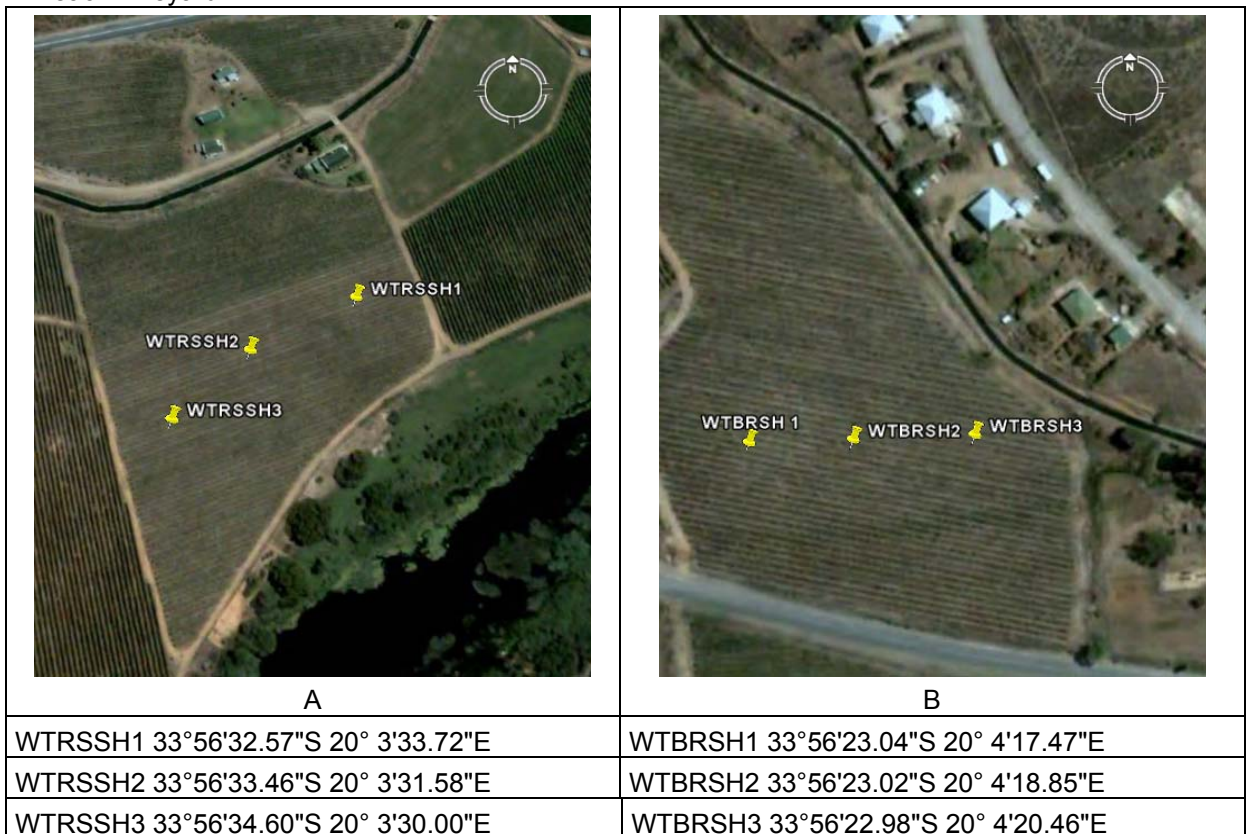 N
WTRSSH1
WTRSSH2
WTRSSH3
A
N
WTBRSH 1
WTBRSH2
WTBRSH3
B
WTRSSH1 33°56'32.57"S 20° 3'33.72"E
WTBRSH1 33°56'23.04"S 20° 4'17.47"E
WTRSSH2 33°56'33.46"S 20° 3'31.58"E
WTBRSH2 33°56'23.02"S 20° 4'18.85"E
WTRSSH3 33°56'34.60"S 20° 3'30.00"E
WTBRSH3 33°56'22.98"S 20° 4'20.46"E